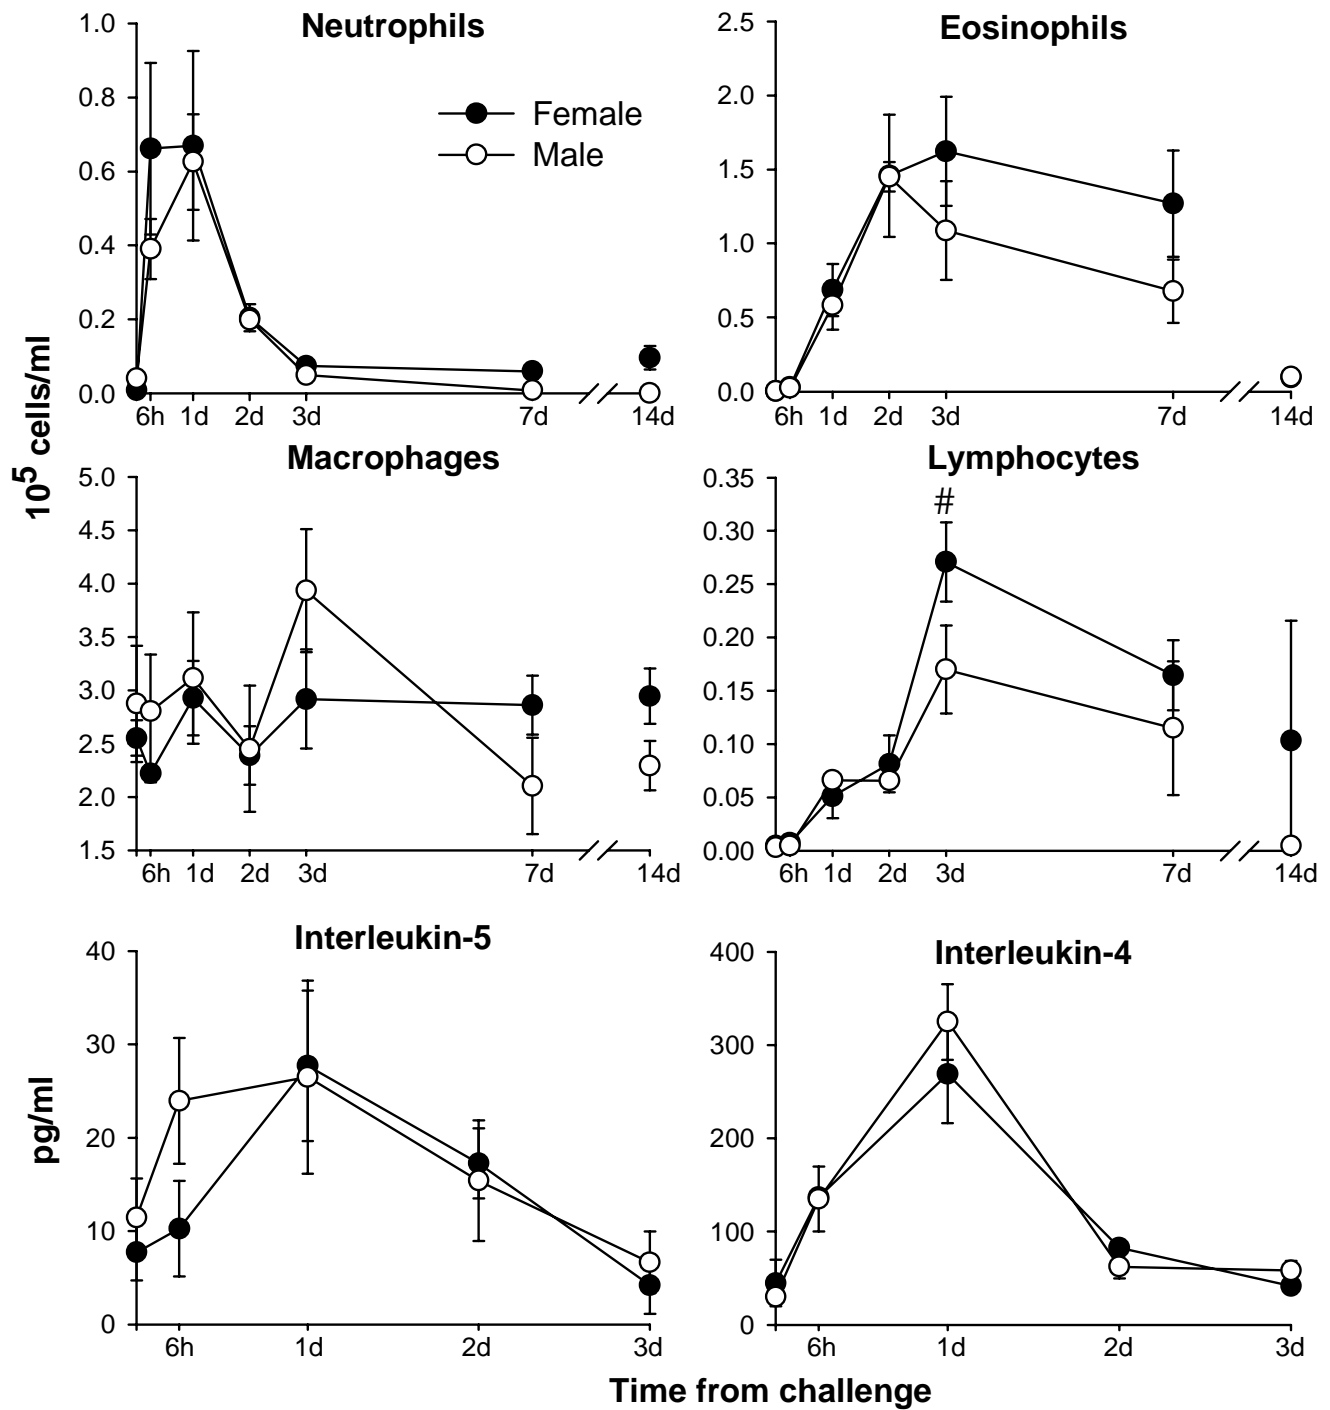 Neutrophils
Female
Male
1.0
0.8
0.6
0.4
0.2
0.0
6h 1d 2d 3d 7d 14d
Eosinophils
2.5
2.0
1.5
1.0
0.5
0.0
6h 1d 2d 3d 7d 14d
10⁵ cells/ml
Macrophages
5.0
4.5
4.0
3.5
3.0
2.5
2.0
1.5
6h 1d 2d 3d 7d 14d
Lymphocytes
#
0.35
0.30
0.25
0.20
0.15
0.10
0.05
0.00
6h 1d 2d 3d 7d 14d
Interleukin-5
40
30
20
10
0
6h 1d 2d 3d
pg/ml
Interleukin-4
400
300
200
100
0
6h 1d 2d 3d
Time from challenge